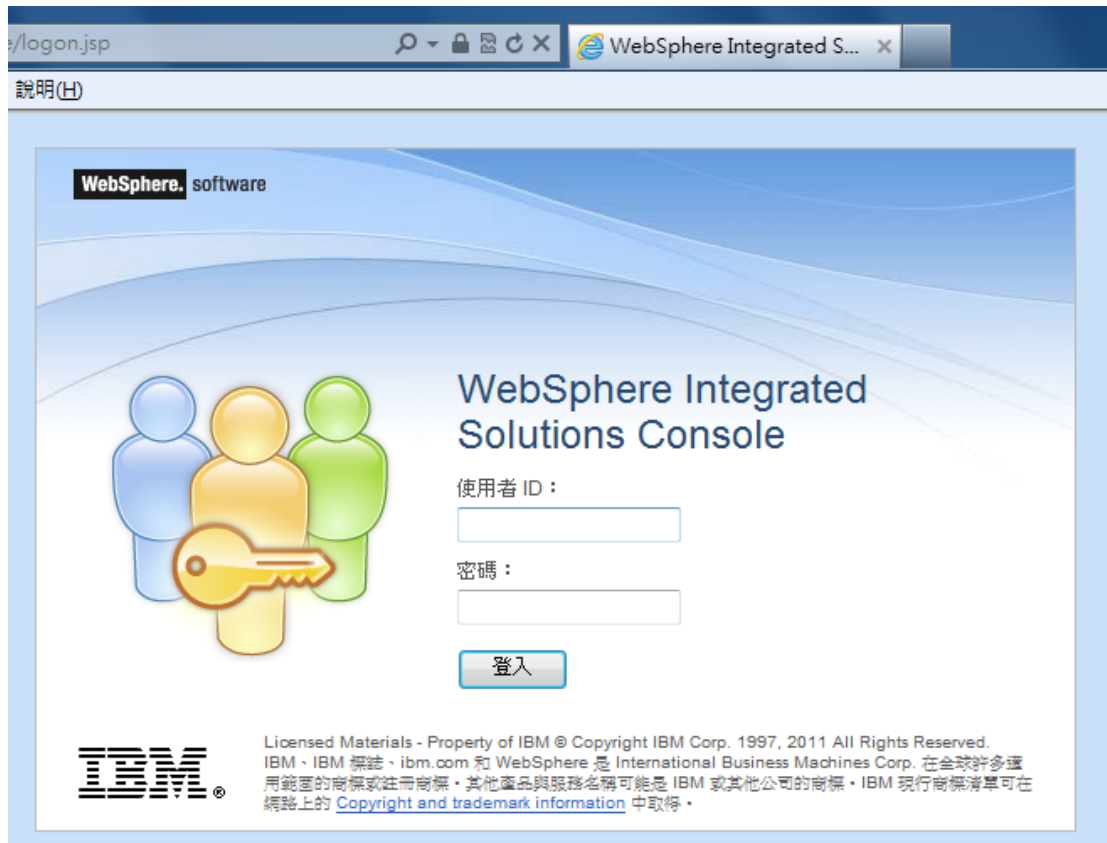 /logon.jsp
WebSphere Integrated S...
說明(H)
WebSphere. software
WebSphere Integrated
Solutions Console
使用者 ID：
密碼：
登入
IBM®
Licensed Materials - Property of IBM © Copyright IBM Corp. 1997, 2011 All Rights Reserved.
IBM、IBM 標誌、ibm.com 和 WebSphere 是 International Business Machines Corp. 在全球許多適
用範圍的商標或註冊商標。其他產品與服務名稱可能是 IBM 或其他公司的商標。IBM 現行商標清單可在
網路上的 Copyright and trademark information 中取得。